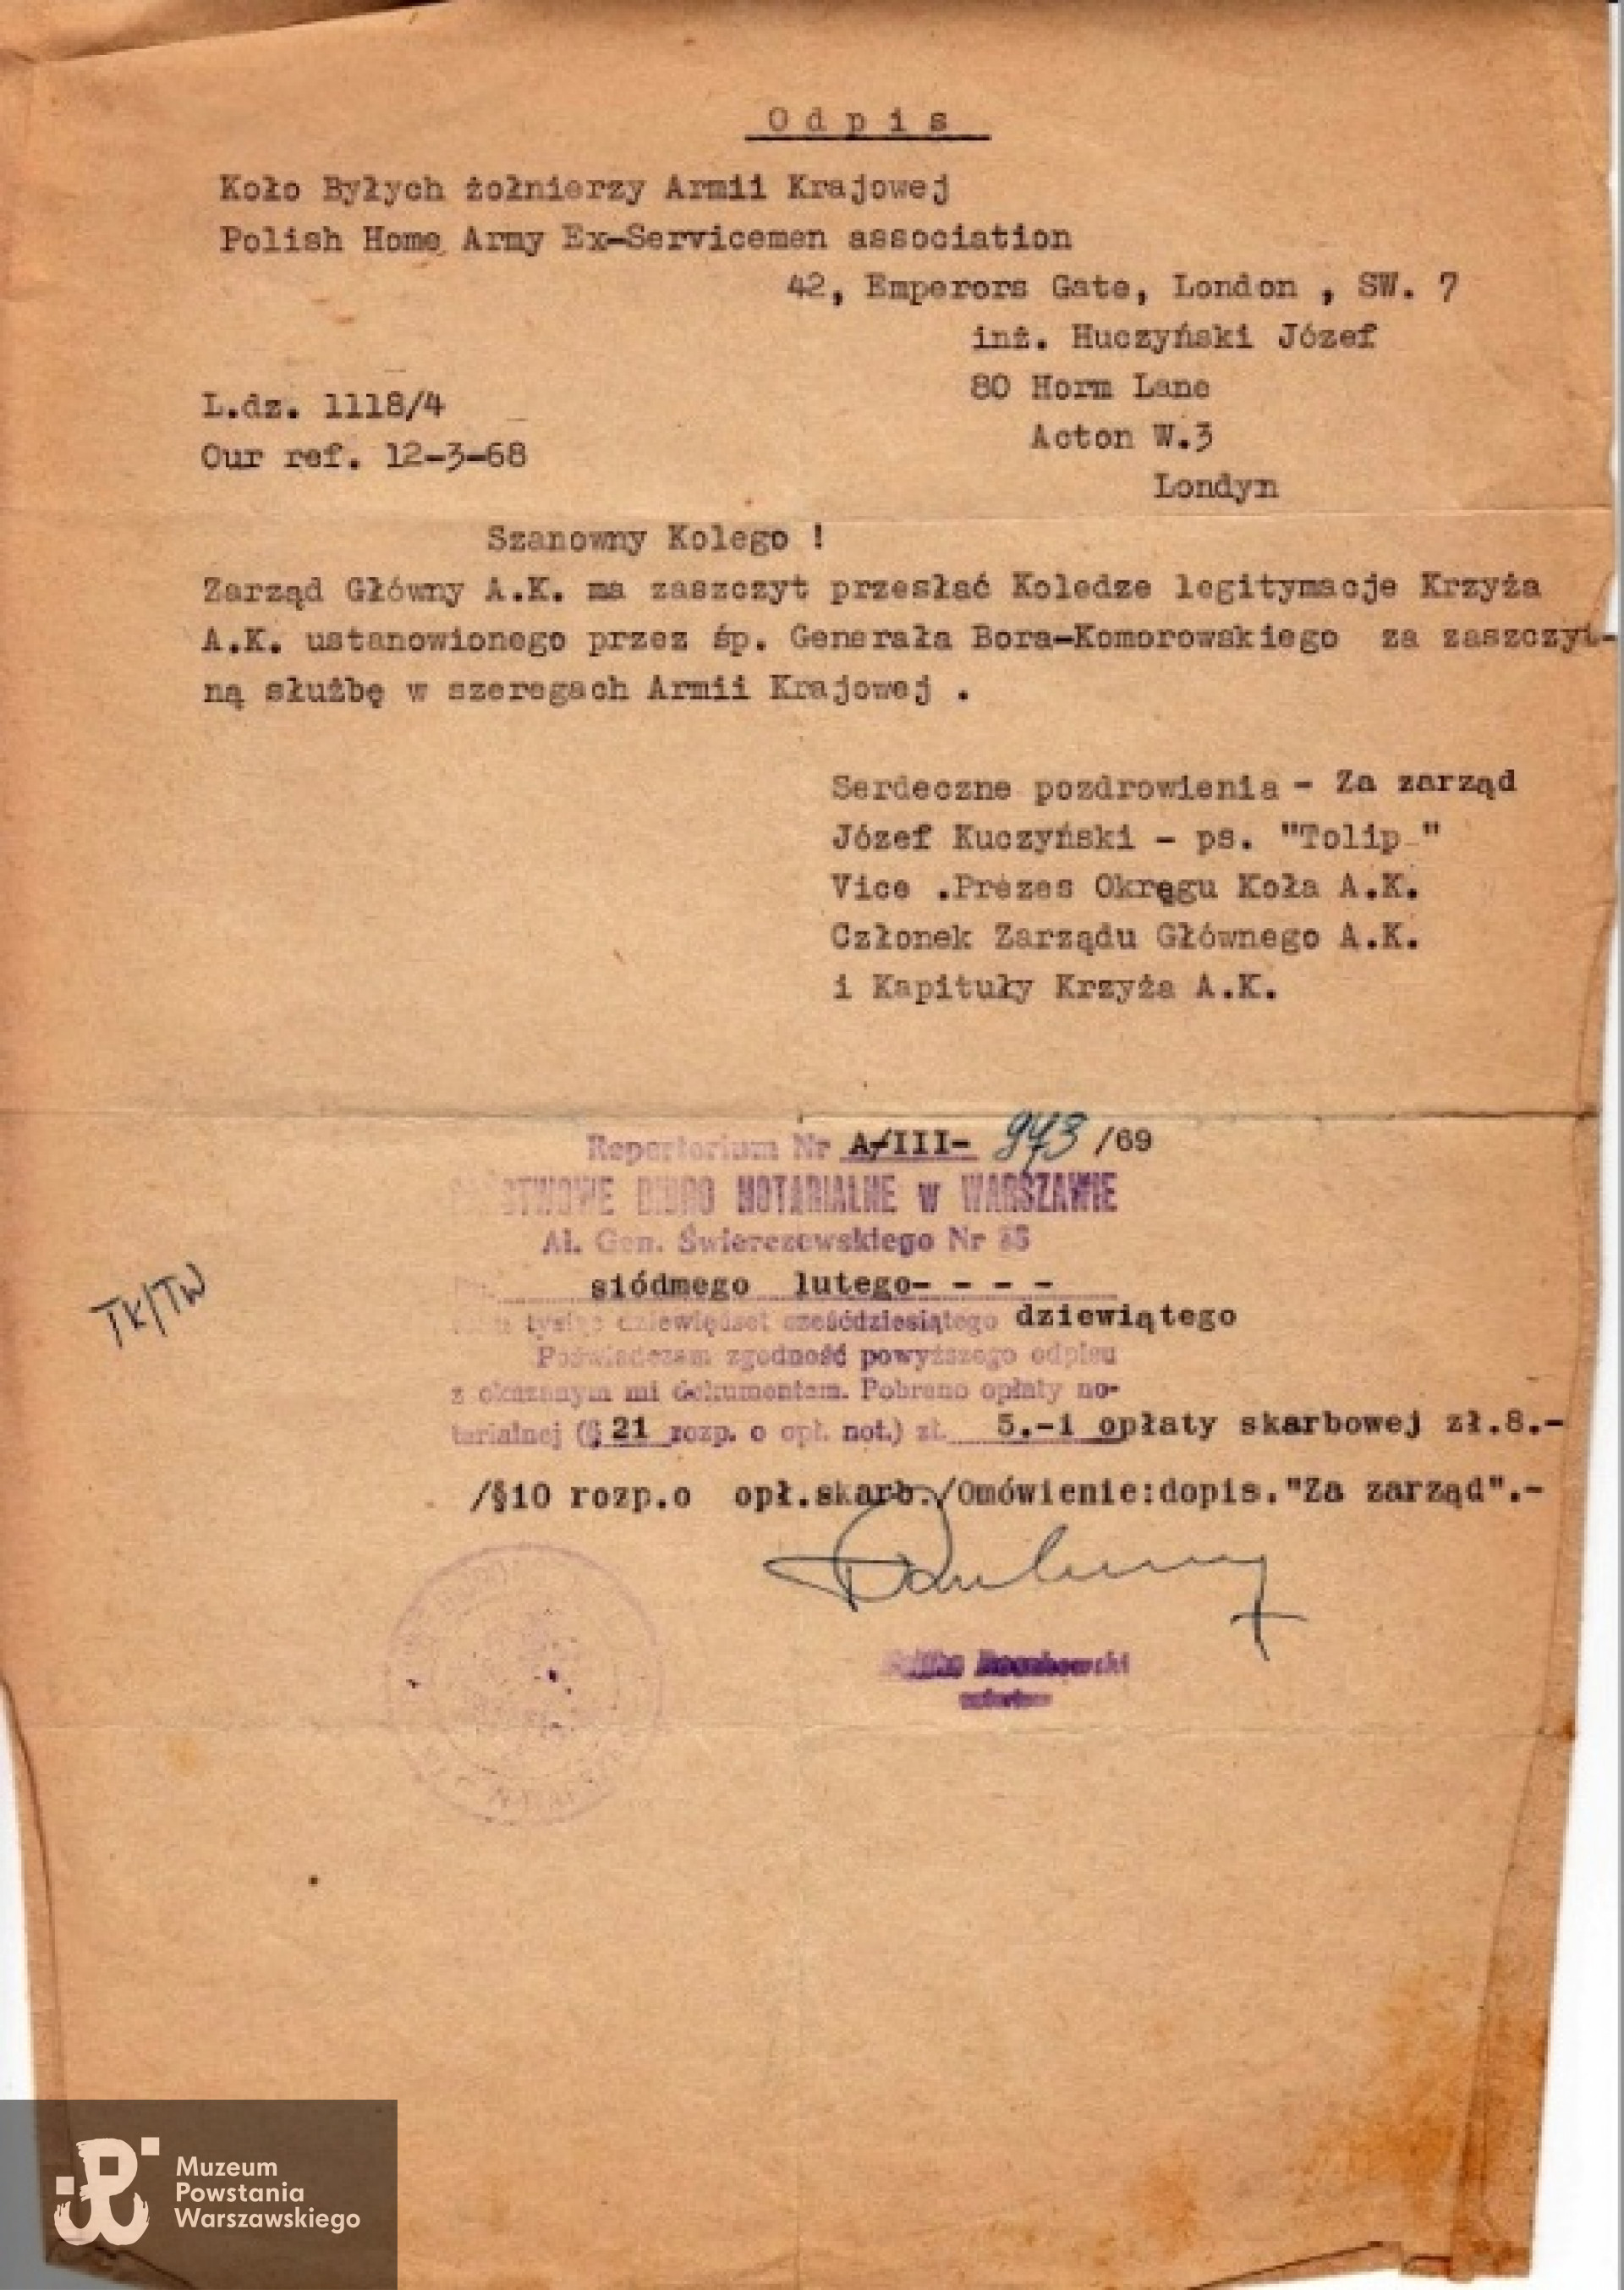 Odpis
Koło Byłych żołnierzy Armii Krajowej
Polish Home Army Ex-Servicemen association
42, Emperors Gate, London , SW. 7
inż. Huczyński Józef
80 Horm Lane
Acton W.3
Londyn
L.dz. 1118/4
Our ref. 12-3-68
Szanowny Kolego !
Zarząd Główny A.K. ma zaszczyt przesłać Koledze legitymacje Krzyża
A.K. ustanowionego przez śp. Generała Bora-Komorowskiego za zaszczyt-
ną służbę w szeregach Armii Krajowej .
Serdeczne pozdrowienia - Za zarząd
Józef Kuczyński - ps. "Tolip "
Vice .Prezes Okręgu Koła A.K.
Członek Zarządu Głównego A.K.
i Kapituły Krzyża A.K.
Repertorium Nr A/III- 943 /69
BIURO NOTARIALNE w WARSZAWIE
Al. Gen. Świerczewskiego Nr
siódmego lutego- - - -
tysiąc dziewięćset sześćdziesiątego dziewiątego
Poświadczam zgodność powyższego odpisu
z okazanym mi dokumentem. Pobrano opłaty no-
tarialnej (§ 21 rozp. o opł. not.) zł. 5.-i opłaty skarbowej zł.8.-
/§10 rozp.o opł.skarb./Omówienie:dopis."Za zarząd".-
TK/TW
Muzeum
Powstania
Warszawskiego